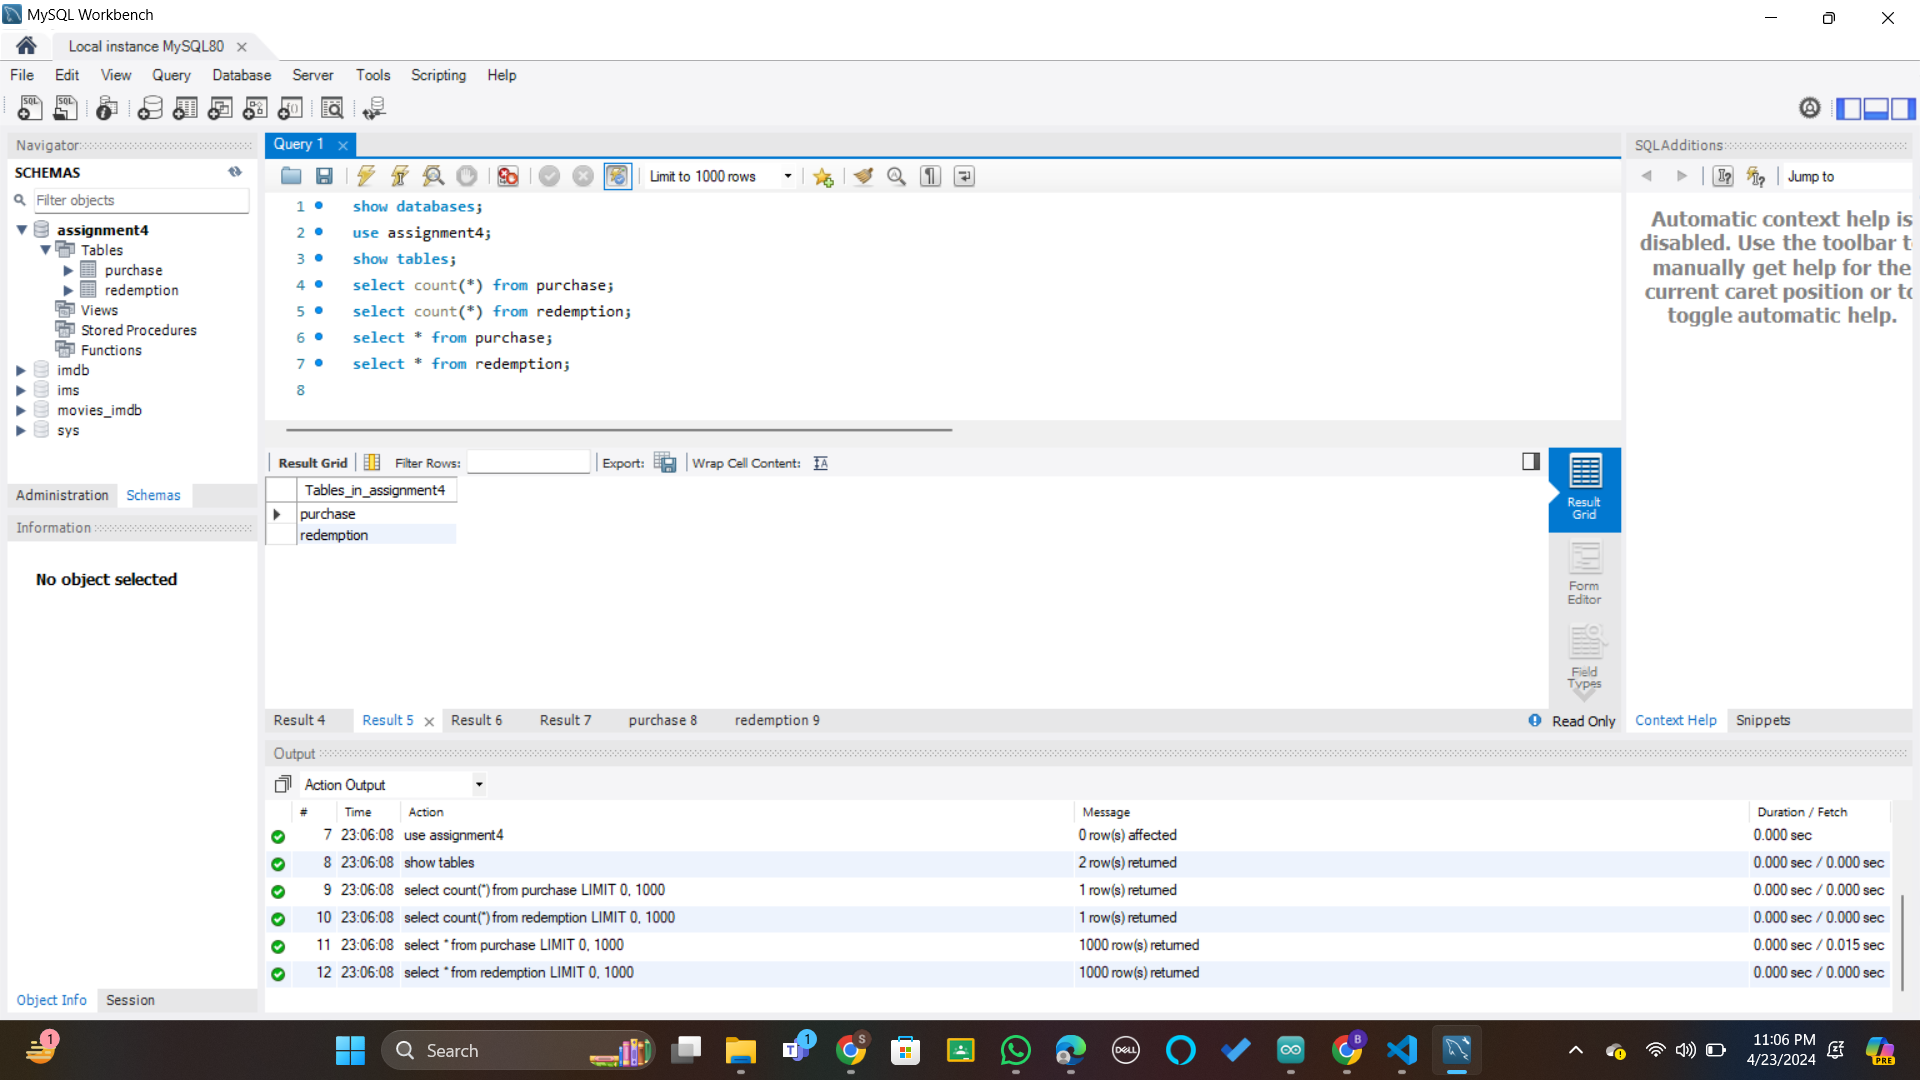 MySQL Workbench
Local instance MySQL80
File Edit View Query Database Server Tools Scripting Help
Navigator
SCHEMAS
Filter objects
assignment4
Tables
purchase
redemption
Views
Stored Procedures
Functions
imdb
ims
movies_imdb
sys
Administration Schemas
Information
No object selected
Object Info Session
Query 1
Limit to 1000 rows
1 show databases;
2 use assignment4;
3 show tables;
4 select count(*) from purchase;
5 select count(*) from redemption;
6 select * from purchase;
7 select * from redemption;
8
Result Grid Filter Rows: Export: Wrap Cell Content:
Tables_in_assignment4
purchase
redemption
Result
Grid
Form
Editor
Field
Types
Result 4 Result 5 Result 6 Result 7 purchase 8 redemption 9
Read Only
SQLAdditions
Jump to
Automatic context help is
disabled. Use the toolbar t
manually get help for the
current caret position or to
toggle automatic help.
Context Help Snippets
Output
Action Output
# Time Action Message Duration / Fetch
7 23:06:08 use assignment4 0 row(s) affected 0.000 sec
8 23:06:08 show tables 2 row(s) returned 0.000 sec / 0.000 sec
9 23:06:08 select count(*) from purchase LIMIT 0, 1000 1 row(s) returned 0.000 sec / 0.000 sec
10 23:06:08 select count(*) from redemption LIMIT 0, 1000 1 row(s) returned 0.000 sec / 0.000 sec
11 23:06:08 select * from purchase LIMIT 0, 1000 1000 row(s) returned 0.000 sec / 0.015 sec
12 23:06:08 select * from redemption LIMIT 0, 1000 1000 row(s) returned 0.000 sec / 0.000 sec
1
Search
1
S
DELL
B
11:06 PM
4/23/2024
PRE